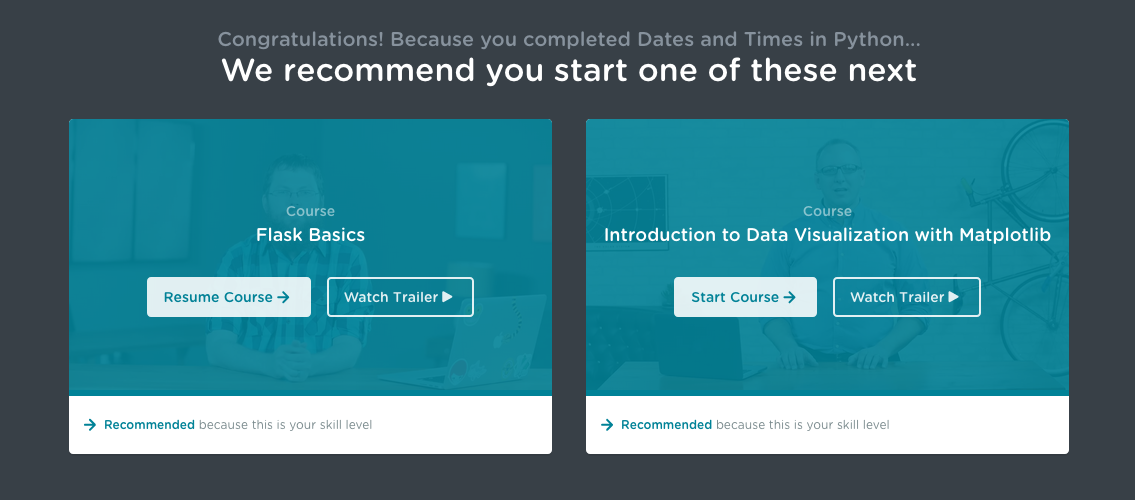 Congratulations! Because you completed Dates and Times in Python...
We recommend you start one of these next
Course
Flask Basics
Resume Course
Watch Trailer
Recommended because this is your skill level
Course
Introduction to Data Visualization with Matplotlib
Start Course
Watch Trailer
Recommended because this is your skill level